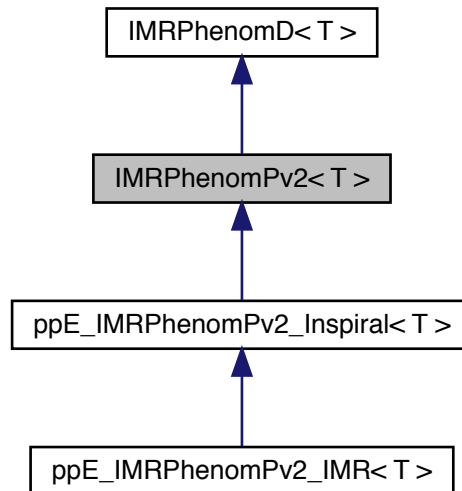 IMRPhenomD< T >
IMRPhenomPv2< T >
ppE_IMRPhenomPv2_Inspiral< T >
ppE_IMRPhenomPv2_IMR< T >